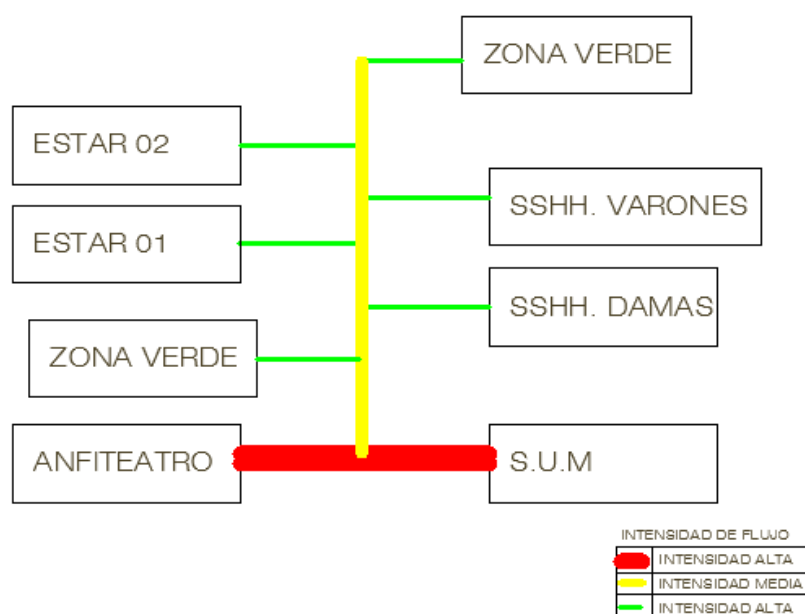 ZONA VERDE
ESTAR 02
SSHH. VARONES
ESTAR 01
SSHH. DAMAS
ZONA VERDE
ANFITEATRO
S.U.M
INTENSIDAD DE FLUJO
INTENSIDAD ALTA
INTENSIDAD MEDIA
INTENSIDAD ALTA